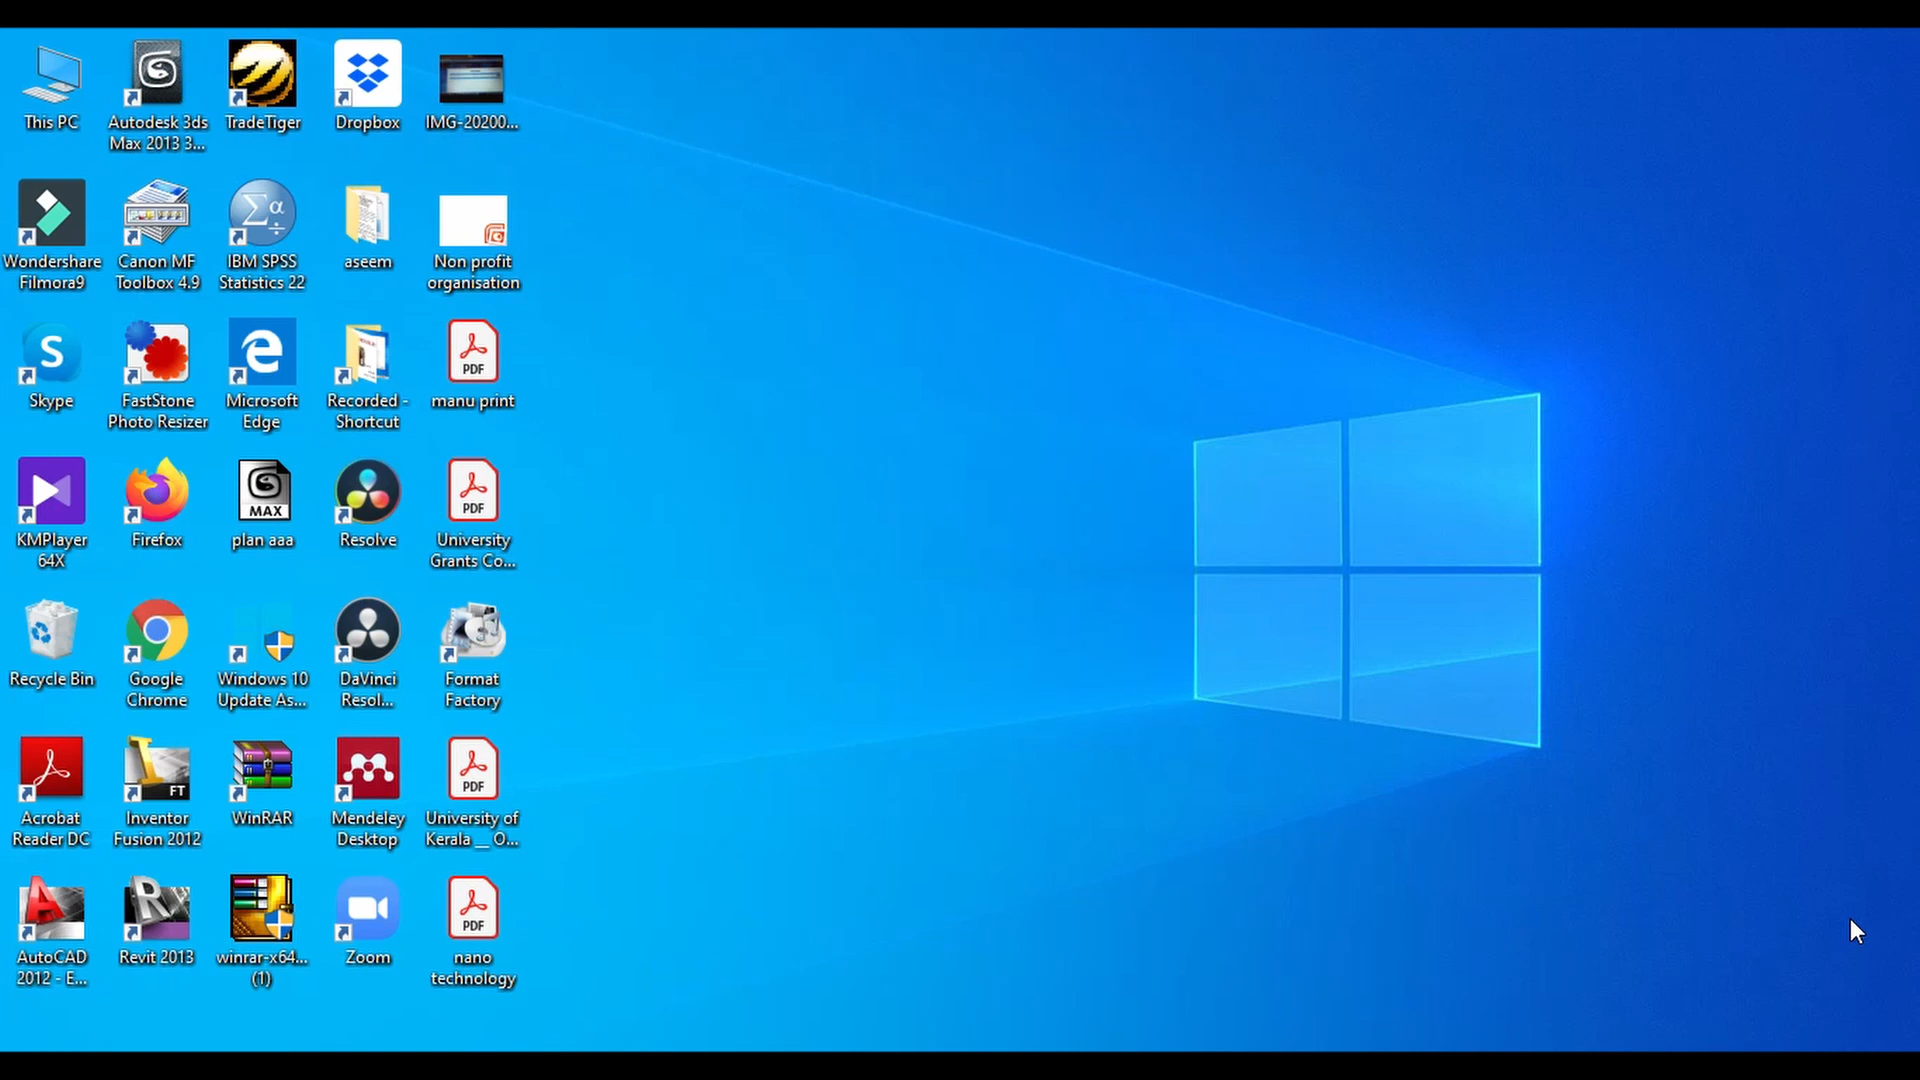 This PC
Autodesk 3ds
Max 2013 3...
TradeTiger
Dropbox
IMG-20200...
Wondershare
Filmora9
Canon MF
Toolbox 4.9
Σα
÷
IBM SPSS
Statistics 22
aseem
Non profit
organisation
S
Skype
FastStone
Photo Resizer
Microsoft
Edge
Recorded -
Shortcut
PDF
manu print
KMPlayer
64X
Firefox
MAX
plan aaa
Resolve
PDF
University
Grants Co...
Recycle Bin
Google
Chrome
Windows 10
Update As...
DaVinci
Resol...
Format
Factory
Acrobat
Reader DC
I
FT
Inventor
Fusion 2012
WinRAR
Mendeley
Desktop
PDF
University of
Kerala __ O...
A
AutoCAD
2012 - E...
R
Revit 2013
winrar-x64...
(1)
Zoom
PDF
nano
technology